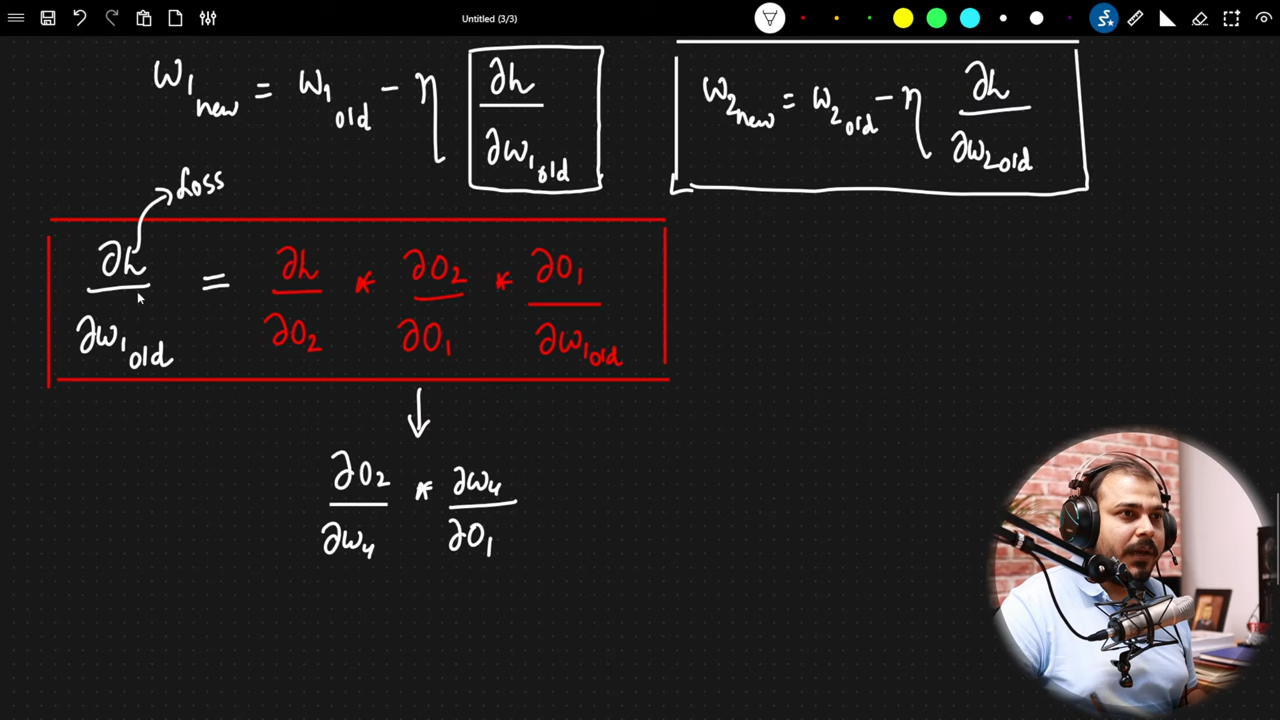 Untitled (3/3)
w₁ₙₑw = w₁ₒld − η ∂L/∂w₁old
w₂new = w₂old − η ∂L/∂w₂old
Loss
∂L/∂w₁old = ∂L/∂O₂ * ∂O₂/∂O₁ * ∂O₁/∂w₁old
↓
∂O₂/∂w₄ * ∂w₄/∂O₁